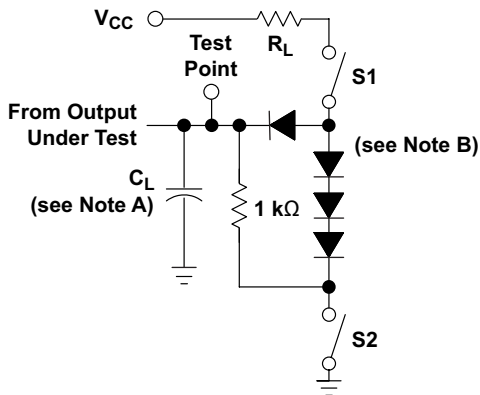 VCC
RL
S1
Test
Point
From Output
Under Test
(see Note B)
CL
(see Note A)
1 kΩ
S2